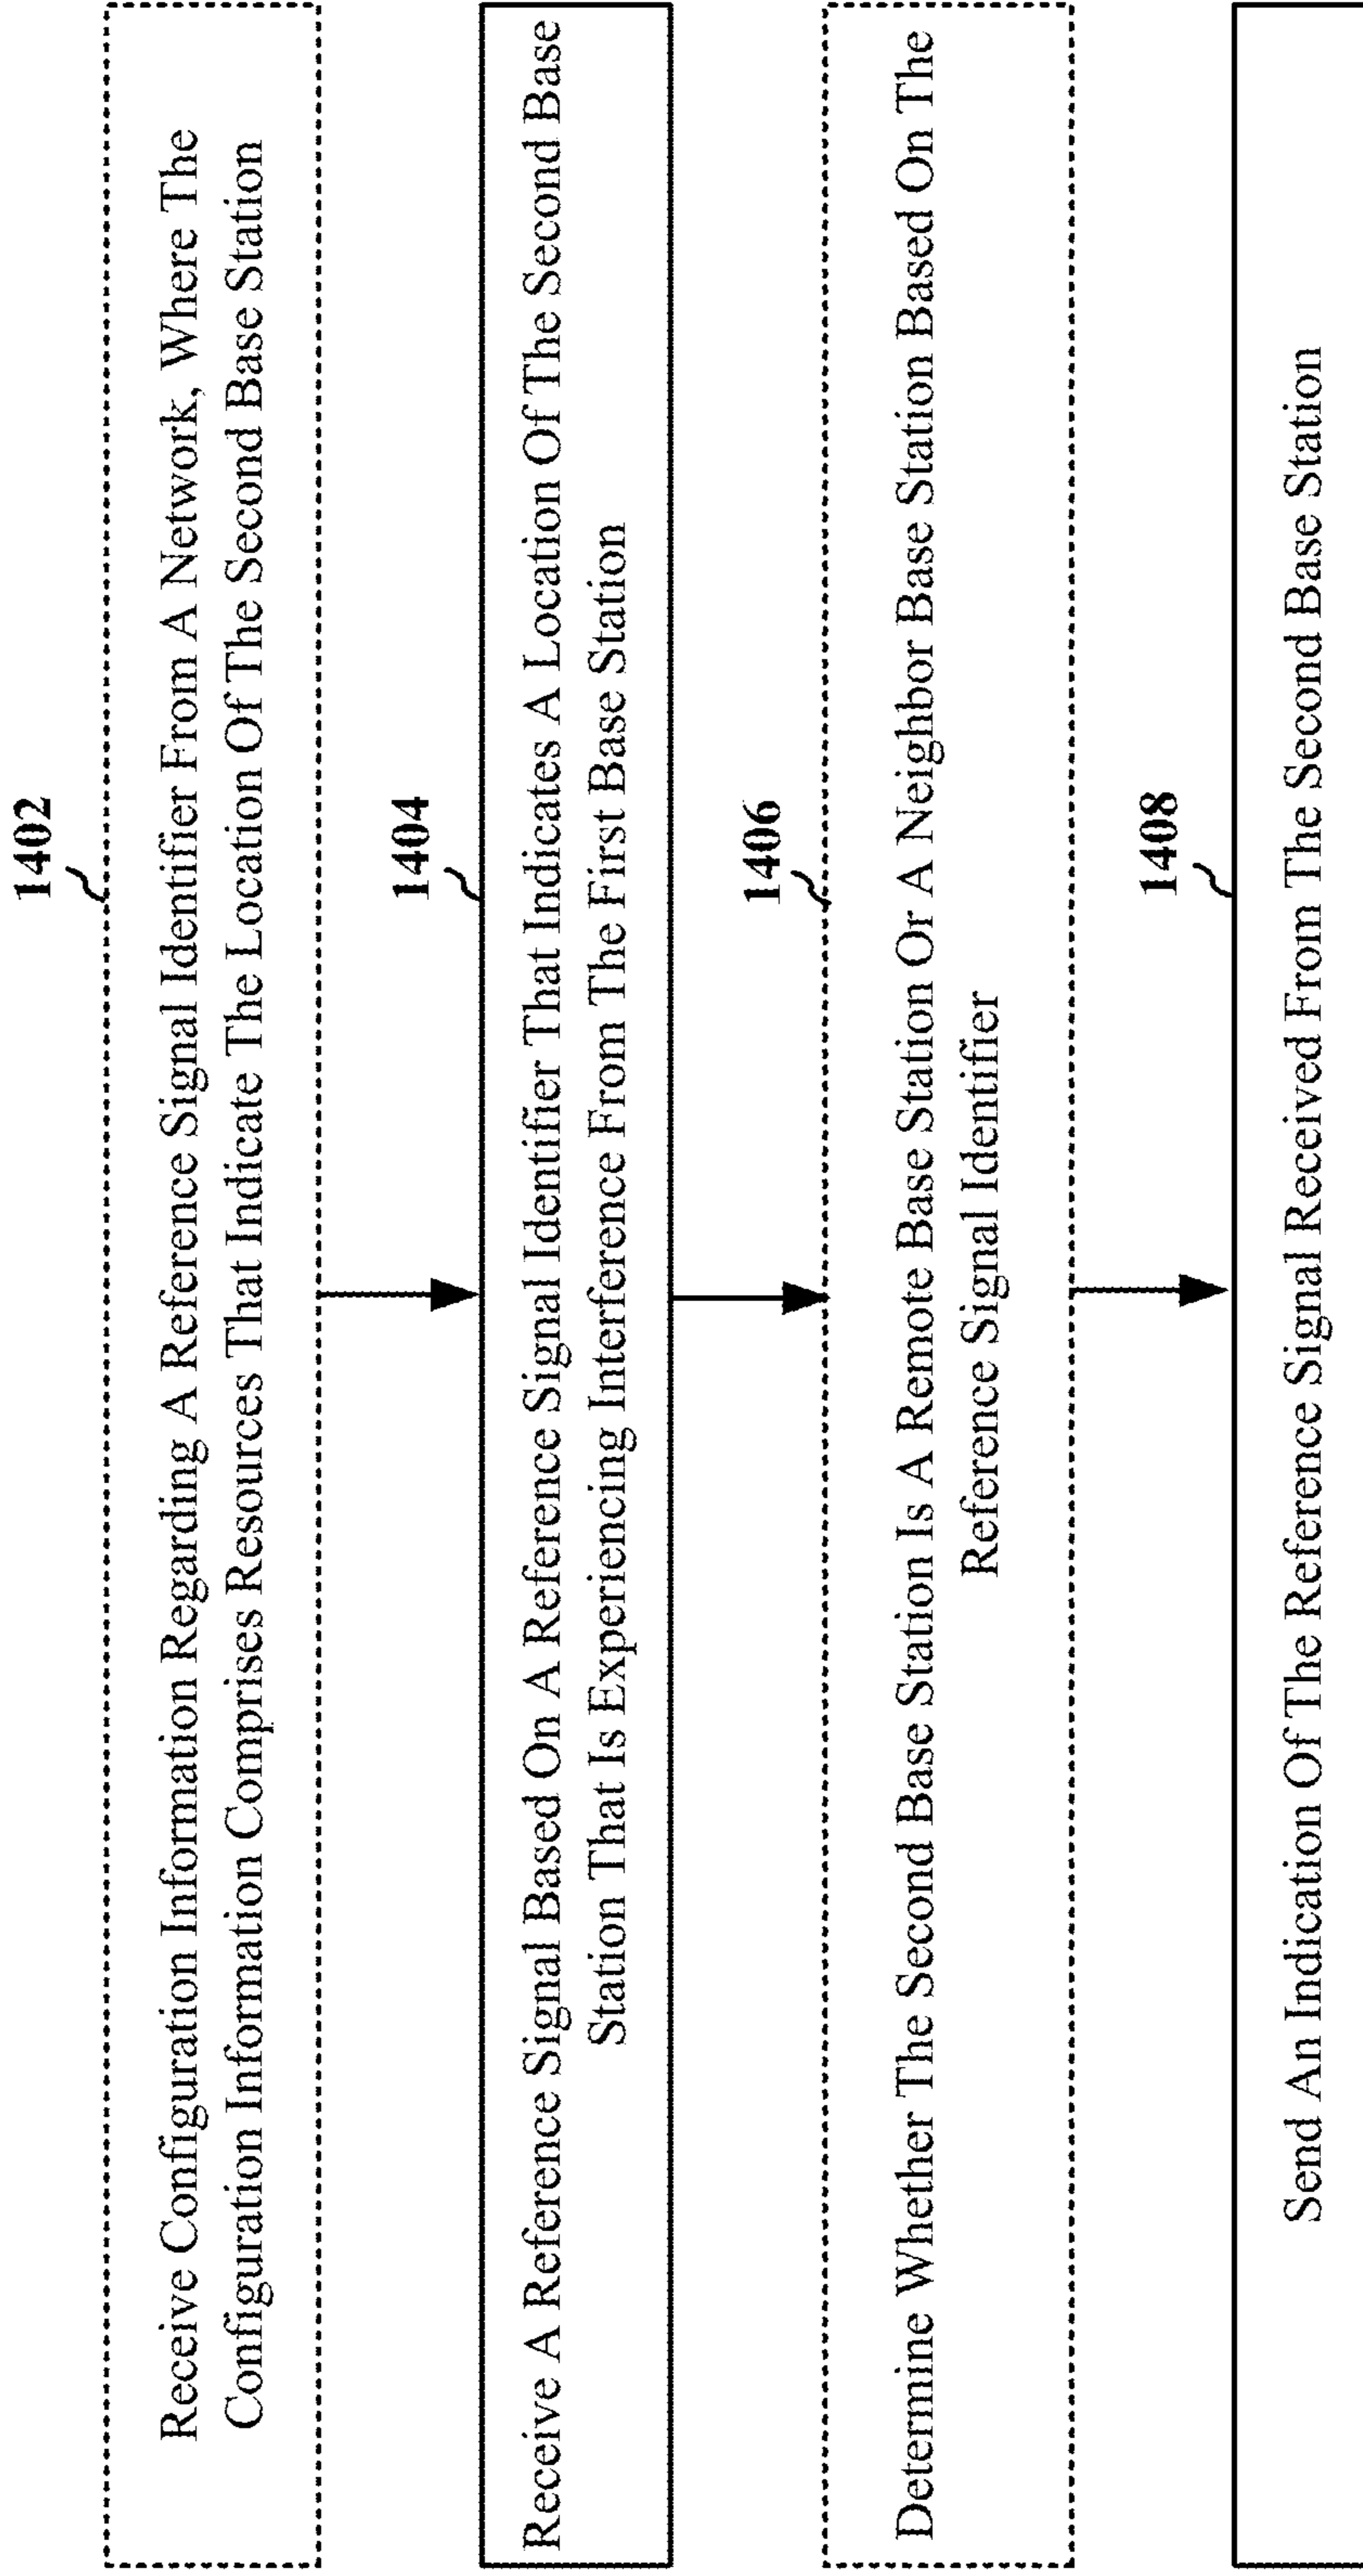 1402
Receive Configuration Information Regarding A Reference Signal Identifier From A Network, Where The
Configuration Information Comprises Resources That Indicate The Location Of The Second Base Station
1404
Receive A Reference Signal Based On A Reference Signal Identifier That Indicates A Location Of The Second Base
Station That Is Experiencing Interference From The First Base Station
1406
Determine Whether The Second Base Station Is A Remote Base Station Or A Neighbor Base Station Based On The
Reference Signal Identifier
1408
Send An Indication Of The Reference Signal Received From The Second Base Station